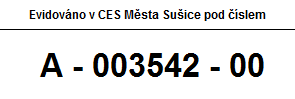 Evidováno v CES Města Sušice pod číslem
A - 003542 - 00